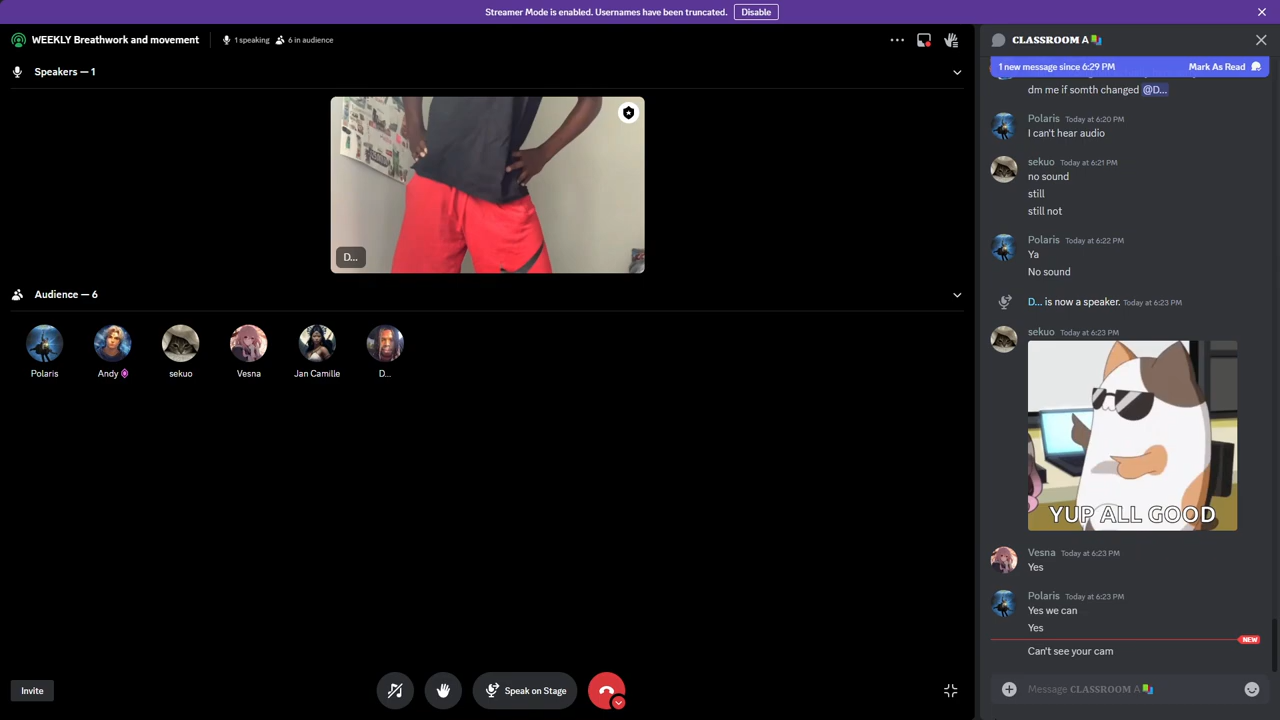 Streamer Mode is enabled. Usernames have been truncated. Disable
WEEKLY Breathwork and movement 1 speaking 6 in audience
Speakers — 1
D...
Audience — 6
Polaris Andy sekuo Vesna Jan Camille D...
Invite Speak on Stage
CLASSROOM A
1 new message since 6:29 PM Mark As Read
dm me if somth changed @D...
Polaris Today at 6:20 PM
I can't hear audio
sekuo Today at 6:21 PM
no sound
still
still not
Polaris Today at 6:22 PM
Ya
No sound
D... is now a speaker. Today at 6:23 PM
sekuo Today at 6:23 PM
YUP ALL GOOD
Vesna Today at 6:23 PM
Yes
Polaris Today at 6:23 PM
Yes we can
Yes
NEW
Can't see your cam
Message CLASSROOM A